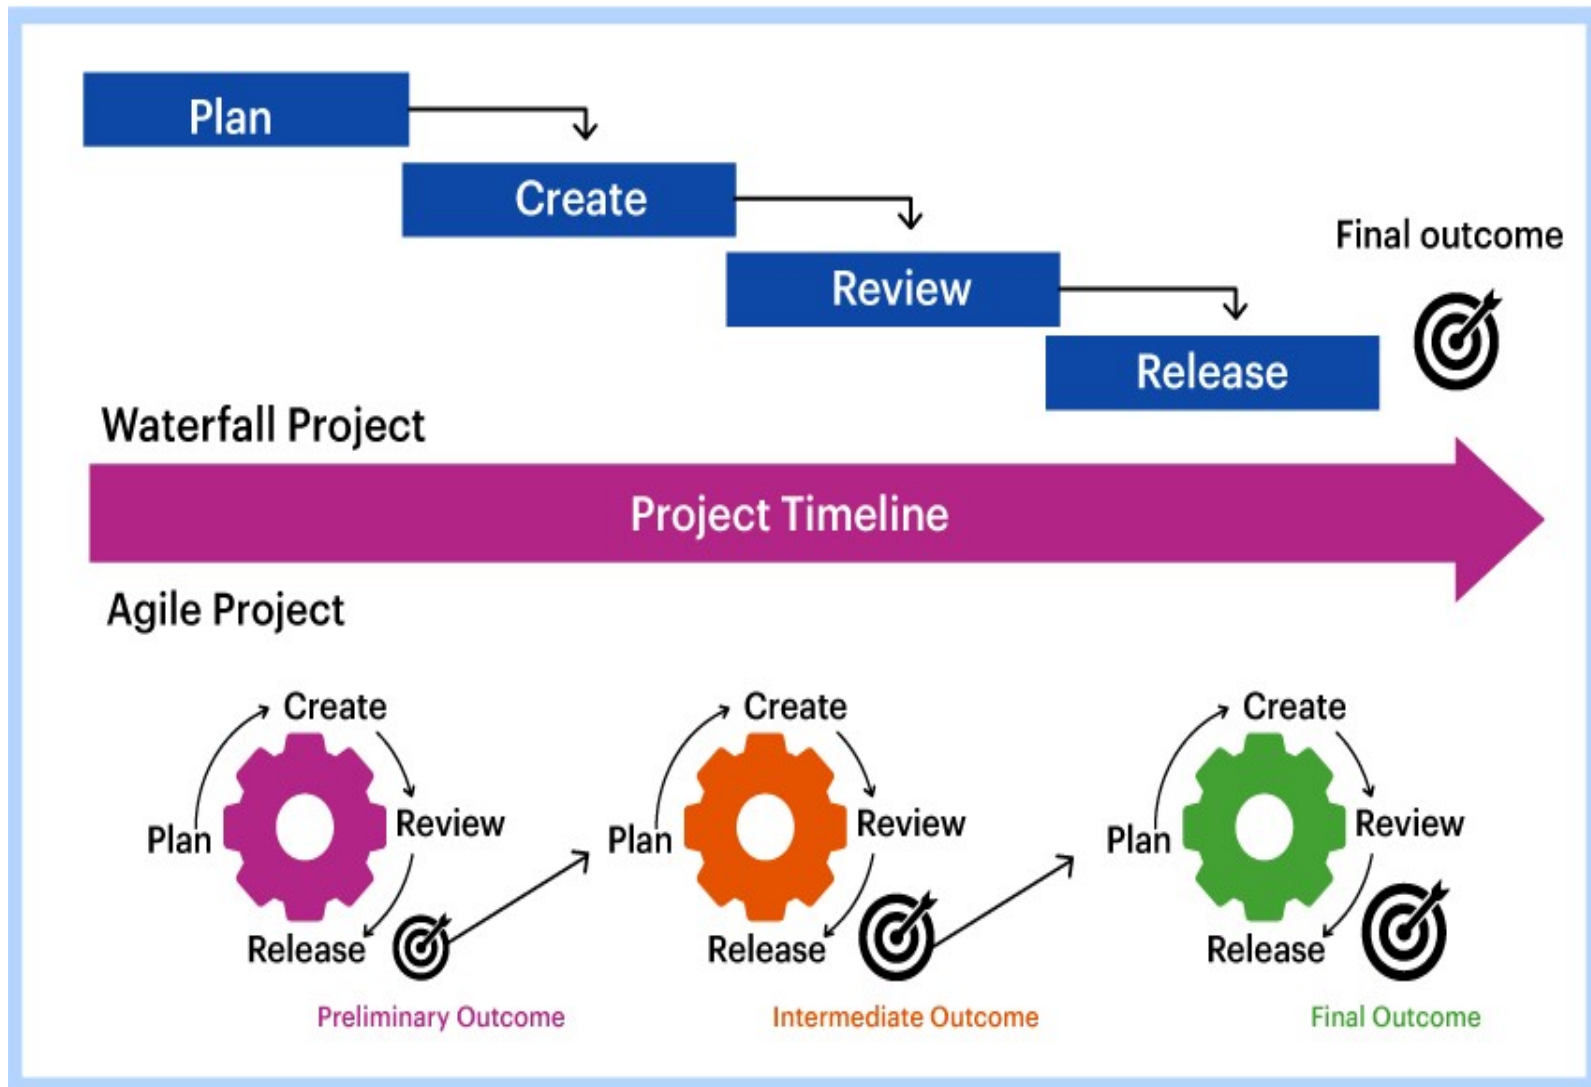 Plan
Create
Review
Release
Final outcome
Waterfall Project
Project Timeline
Agile Project
Create
Plan
Review
Release
Preliminary Outcome
Create
Plan
Review
Release
Intermediate Outcome
Create
Plan
Review
Release
Final Outcome